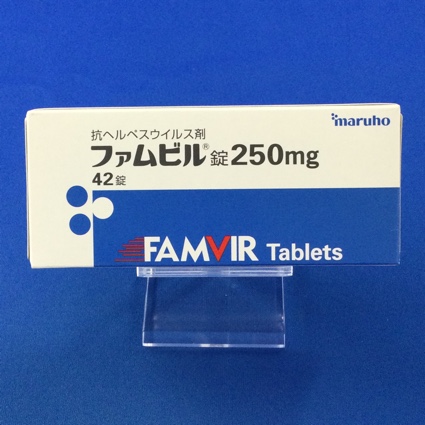 maruho
抗ヘルペスウイルス剤
ファムビル®錠250mg
42錠
FAMVIR Tablets